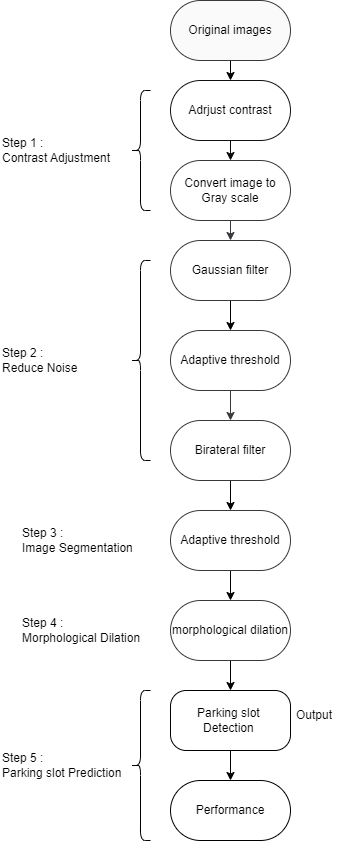 Original images
Step 1 :
Contrast Adjustment
Adrjust contrast
Convert image to
Gray scale
Step 2 :
Reduce Noise
Gaussian filter
Adaptive threshold
Birateral filter
Step 3 :
Image Segmentation
Adaptive threshold
Step 4 :
Morphological Dilation
morphological dilation
Step 5 :
Parking slot Prediction
Parking slot
Detection
Output
Performance